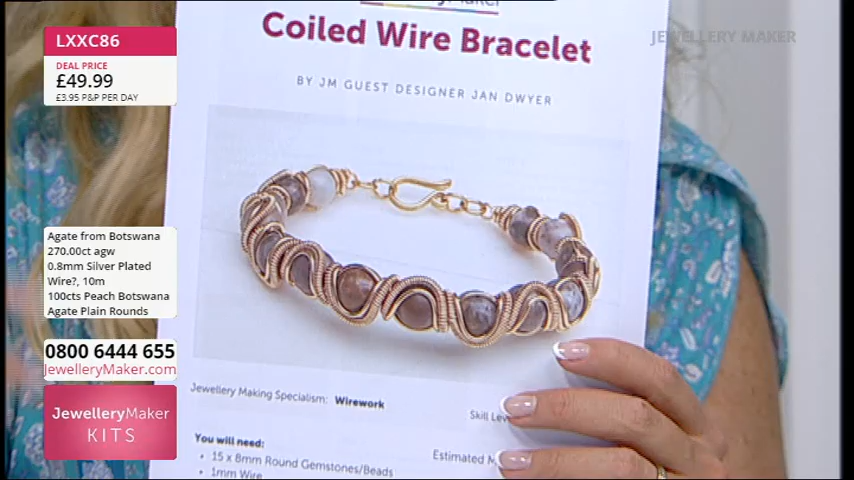 LXXC86
DEAL PRICE
£49.99
£3.95 P&P PER DAY
Agate from Botswana
270.00ct agw
0.8mm Silver Plated
Wire?, 10m
100cts Peach Botswana
Agate Plain Rounds
0800 6444 655
JewelleryMaker.com
JewelleryMaker
KITS
JEWELLERY MAKER
Coiled Wire Bracelet
BY JM GUEST DESIGNER JAN DWYER
Jewellery Making Specialism: Wirework
Skill
You will need:
Estimated
• 15 x 8mm Round Gemstones/Beads
• 1mm Wire